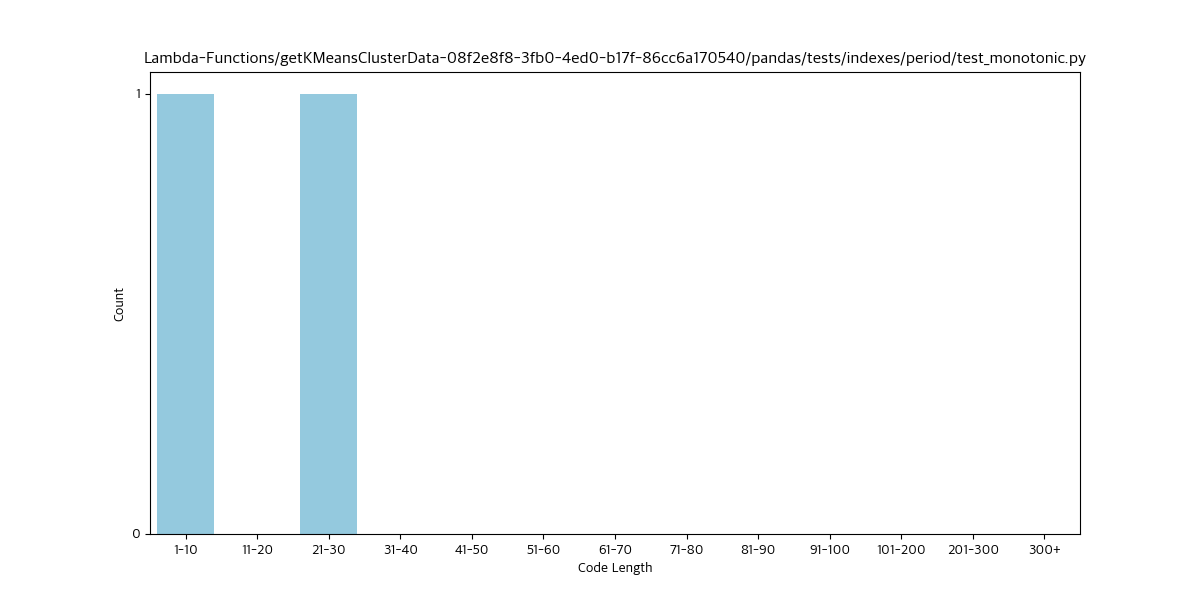 Lambda-Functions/getKMeansClusterData-08f2e8f8-3fb0-4ed0-b17f-86cc6a170540/pandas/tests/indexes/period/test_monotonic.py
1
Count
0
1-10 11-20 21-30 31-40 41-50 51-60 61-70 71-80 81-90 91-100 101-200 201-300 300+
Code Length